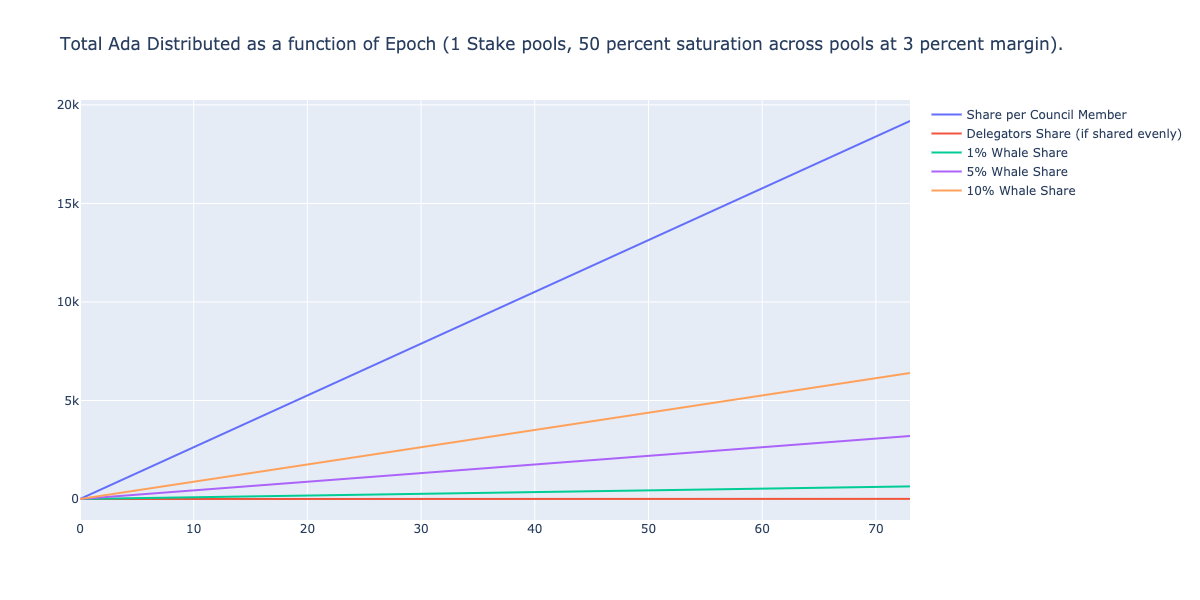 Total Ada Distributed as a function of Epoch (1 Stake pools, 50 percent saturation across pools at 3 percent margin).
20k
15k
10k
5k
0
0 10 20 30 40 50 60 70
Share per Council Member
Delegators Share (if shared evenly)
1% Whale Share
5% Whale Share
10% Whale Share